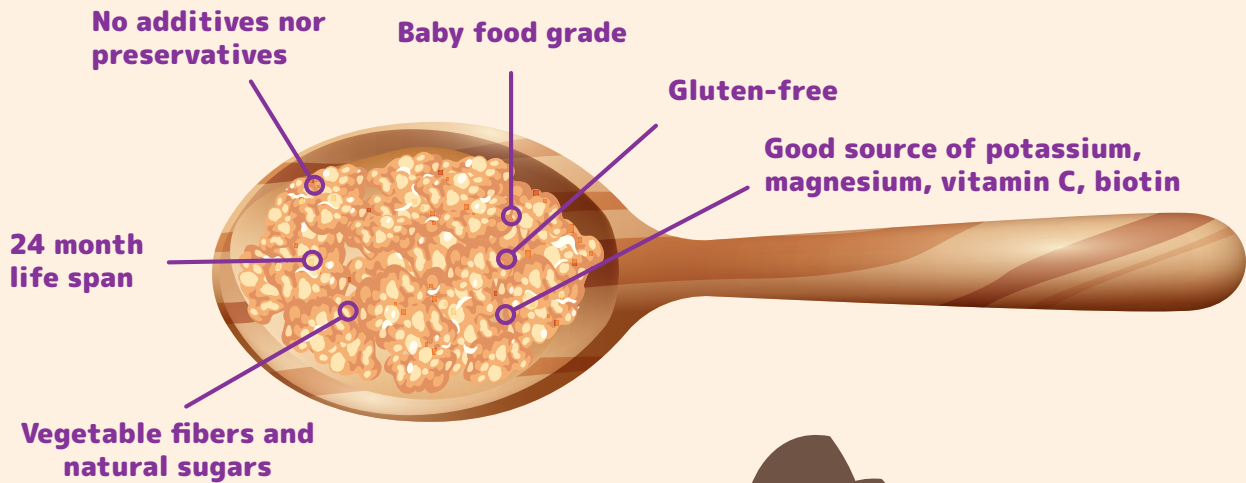 No additives nor
preservatives
Baby food grade
Gluten-free
Good source of potassium,
magnesium, vitamin C, biotin
24 month
life span
Vegetable fibers and
natural sugars